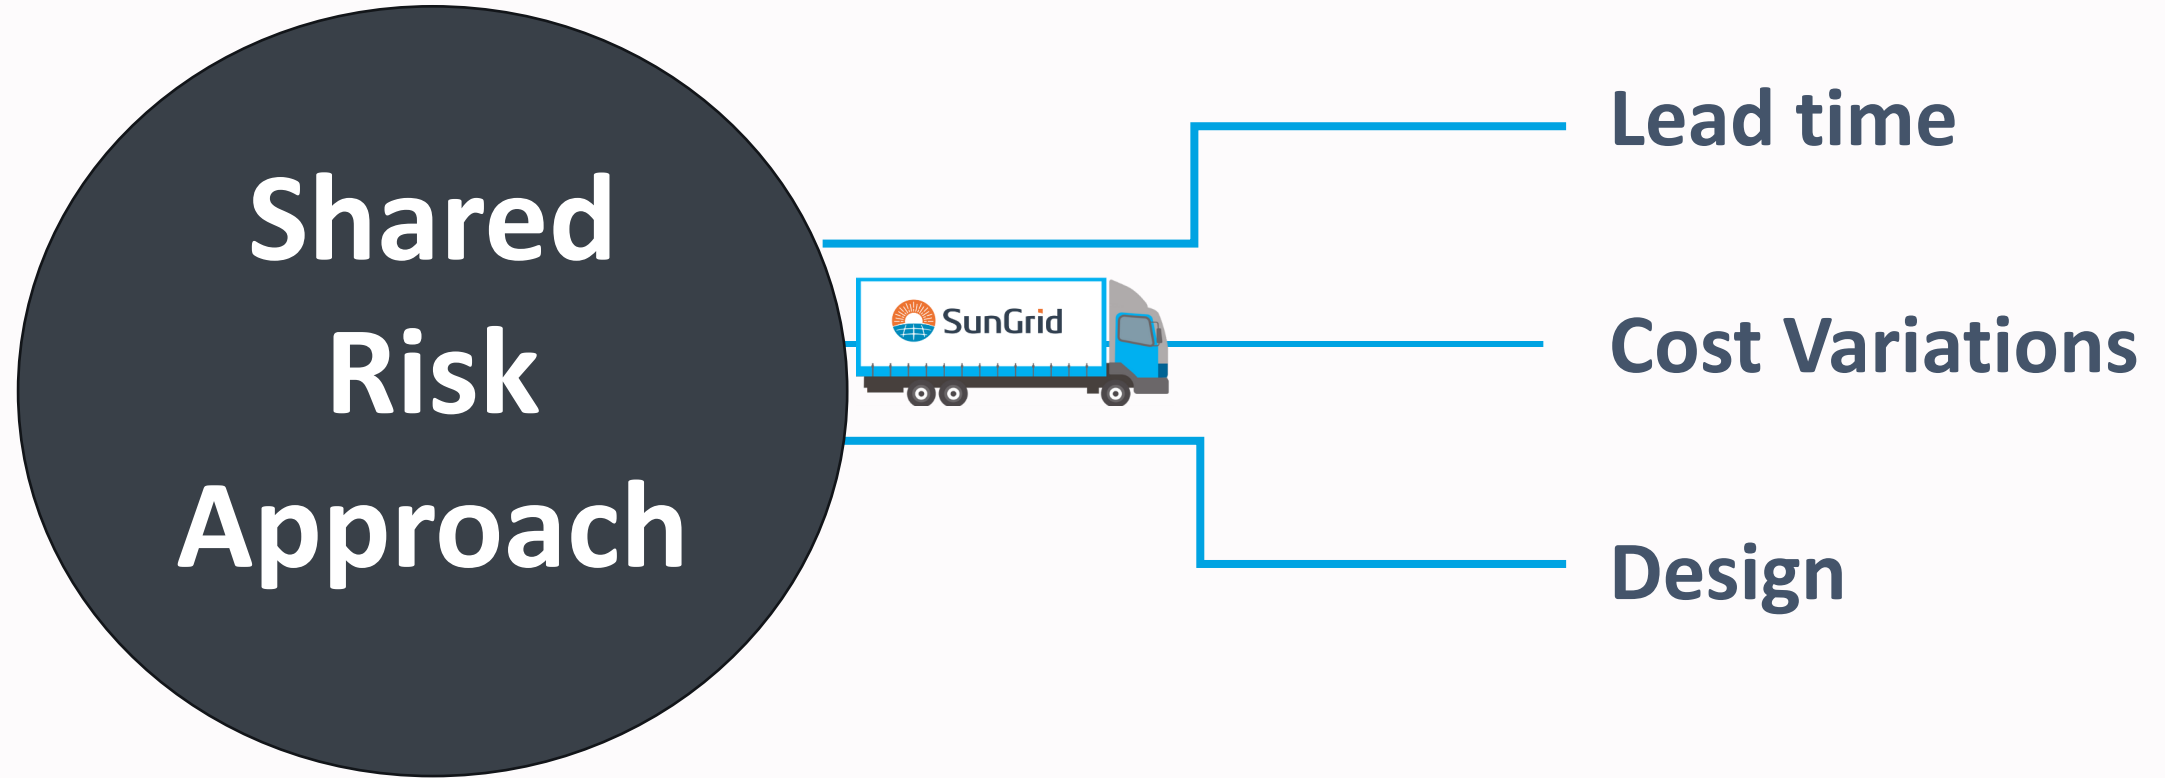 Shared
Risk
Approach
SunGrid
Lead time
Cost Variations
Design